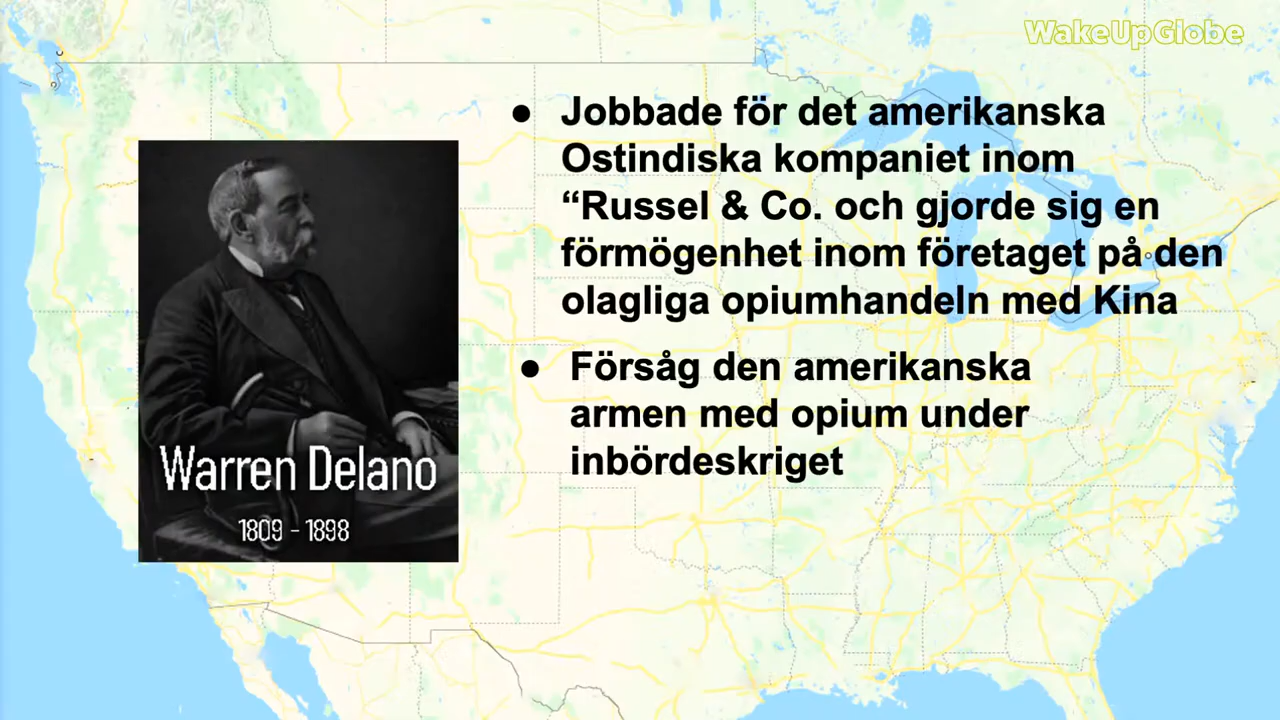 WakeUpGlobe
● Jobbade för det amerikanska
Ostindiska kompaniet inom
“Russel & Co. och gjorde sig en
förmögenhet inom företaget på den
olagliga opiumhandeln med Kina
● Försåg den amerikanska
armen med opium under
inbördeskriget
Warren Delano
1809 - 1898